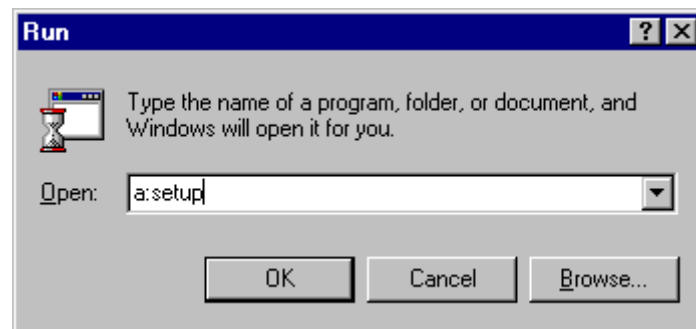 Run
Type the name of a program, folder, or document, and
Windows will open it for you.
Open: a:setup
OK Cancel Browse...